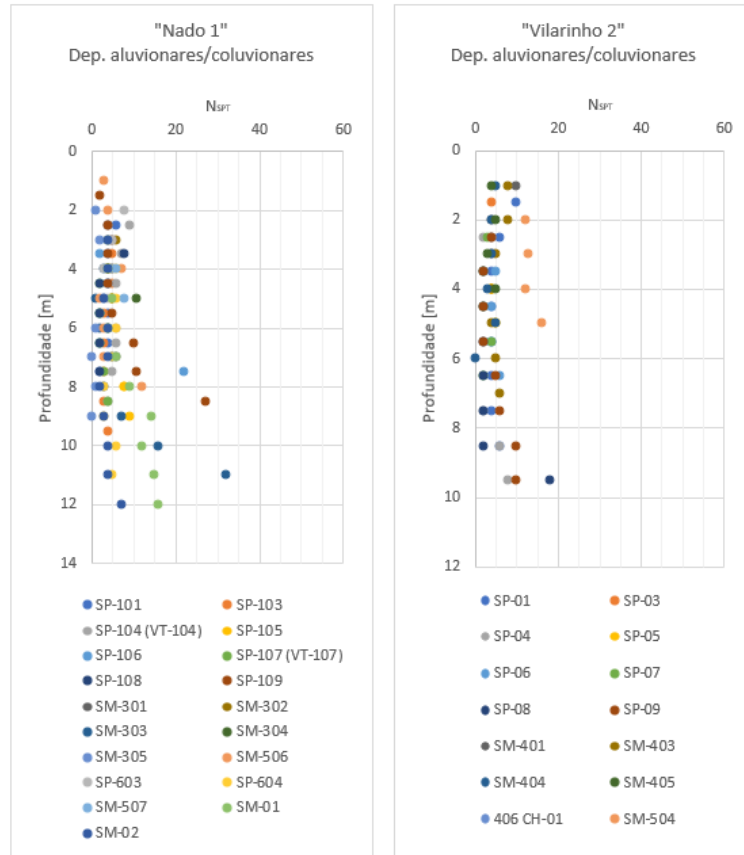 "Nado 1"
Dep. aluvionares/coluvionares
NSPT
0 20 40 60
0
2
4
6
8
10
12
14
Profundidade [m]
SP-101 SP-103
SP-104 (VT-104) SP-105
SP-106 SP-107 (VT-107)
SP-108 SP-109
SM-301 SM-302
SM-303 SM-304
SM-305 SM-506
SP-603 SP-604
SM-507 SM-01
SM-02
"Vilarinho 2"
Dep. aluvionares/coluvionares
NSPT
0 20 40 60
0
2
4
6
8
10
12
Profundidade [m]
SP-01 SP-03
SP-04 SP-05
SP-06 SP-07
SP-08 SP-09
SM-401 SM-403
SM-404 SM-405
406 CH-01 SM-504